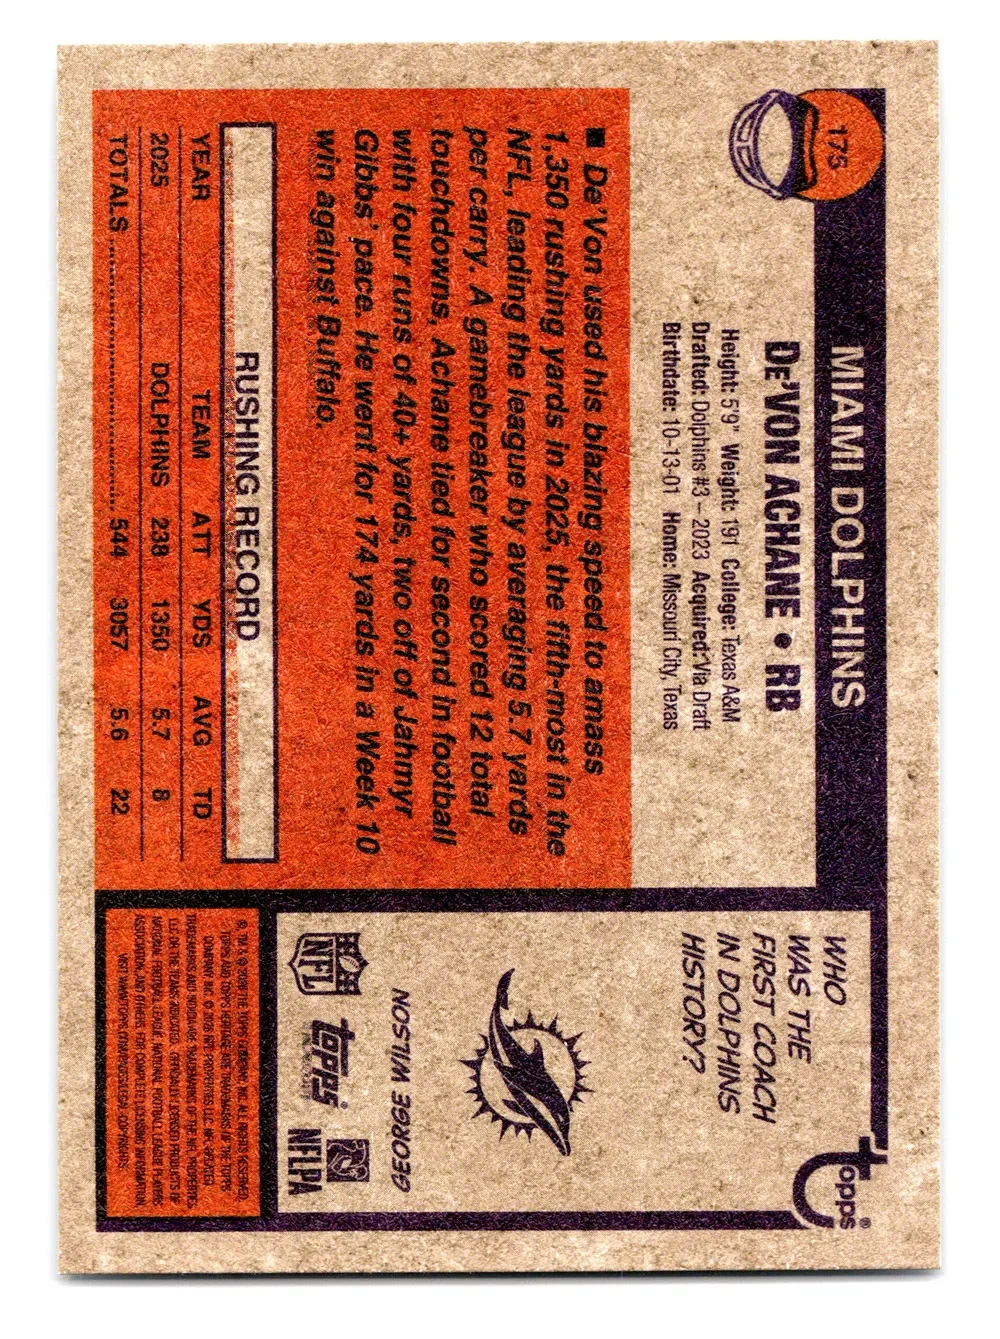 175
MIAMI DOLPHINS
DE'VON ACHANE • RB
Height: 5'9" Weight: 191 College: Texas A&M
Drafted: Dolphins #3 – 2023 Acquired: Via Draft
Birthdate: 10-13-01 Home: Missouri City, Texas
■ De'Von used his blazing speed to amass
1,350 rushing yards in 2025, the fifth-most in the
NFL, leading the league by averaging 5.7 yards
per carry. A gamebreaker who scored 12 total
touchdowns, Achane tied for second in football
with four runs of 40+ yards, two off of Jahmyr
Gibbs' pace. He went for 174 yards in a Week 10
win against Buffalo.
RUSHING RECORD
YEAR TEAM ATT YDS AVG TD
2025 DOLPHINS 238 1350 5.7 8
TOTALS 544 3057 5.6 22
topps®
WHO
WAS THE
FIRST COACH
IN DOLPHINS
HISTORY?
GEORGE WILSON
NFL
topps
NFLPA